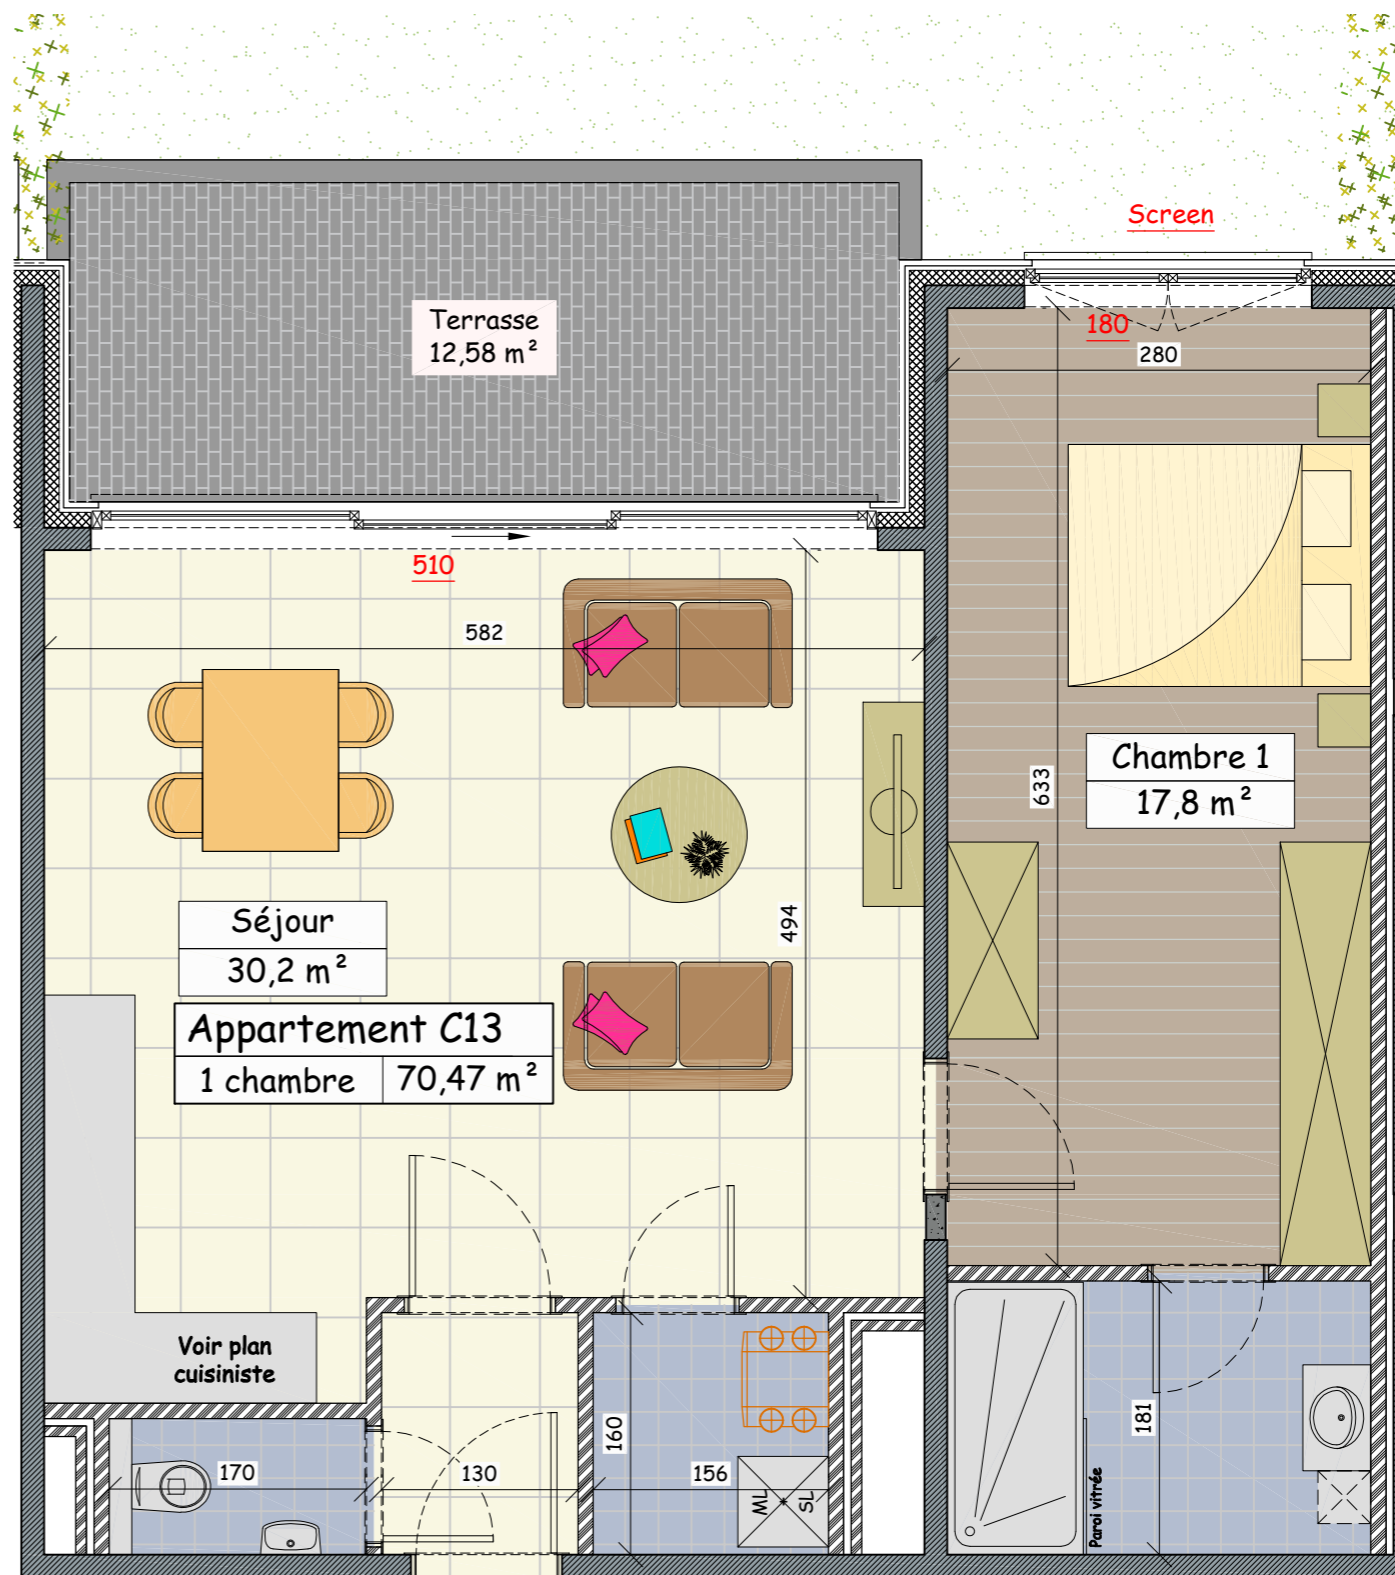 Screen
180
280
Terrasse
12,58 m²
510
582
Chambre 1
17,8 m²
633
494
Séjour
30,2 m²
Appartement C13
1 chambre 70,47 m²
Voir plan
cuisiniste
170
130
160
156
ML
SL
181
Paroi vitrée